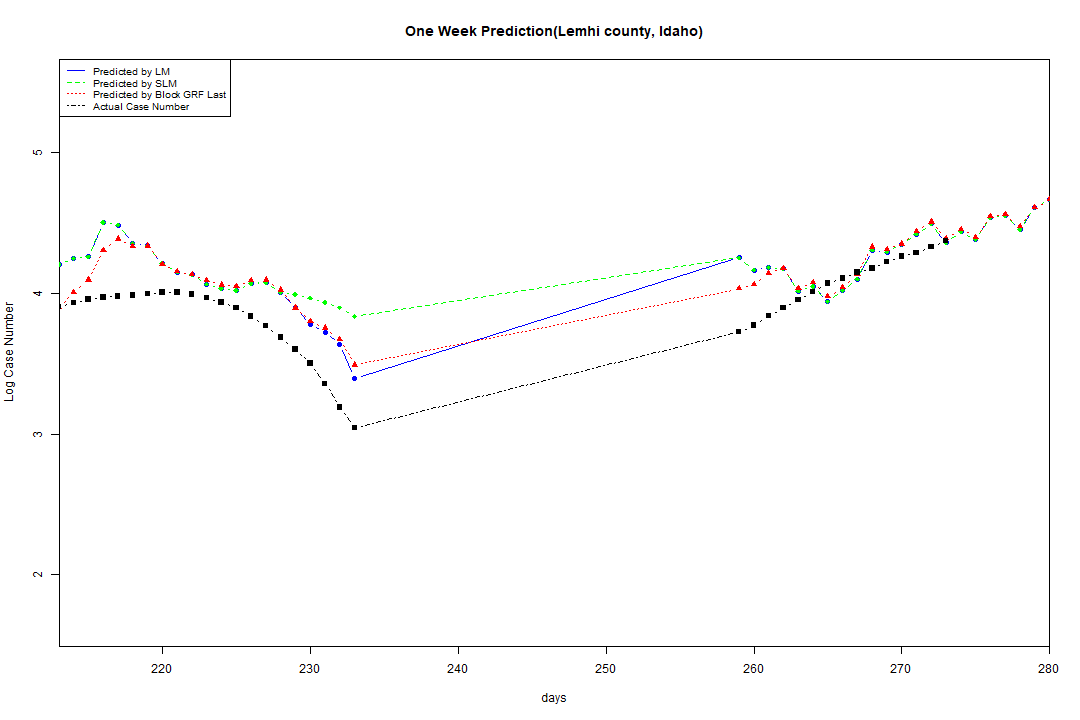 One Week Prediction(Lemhi county, Idaho)
Predicted by LM
Predicted by SLM
Predicted by Block GRF Last
Actual Case Number
5
4
3
2
Log Case Number
220 230 240 250 260 270 280
days